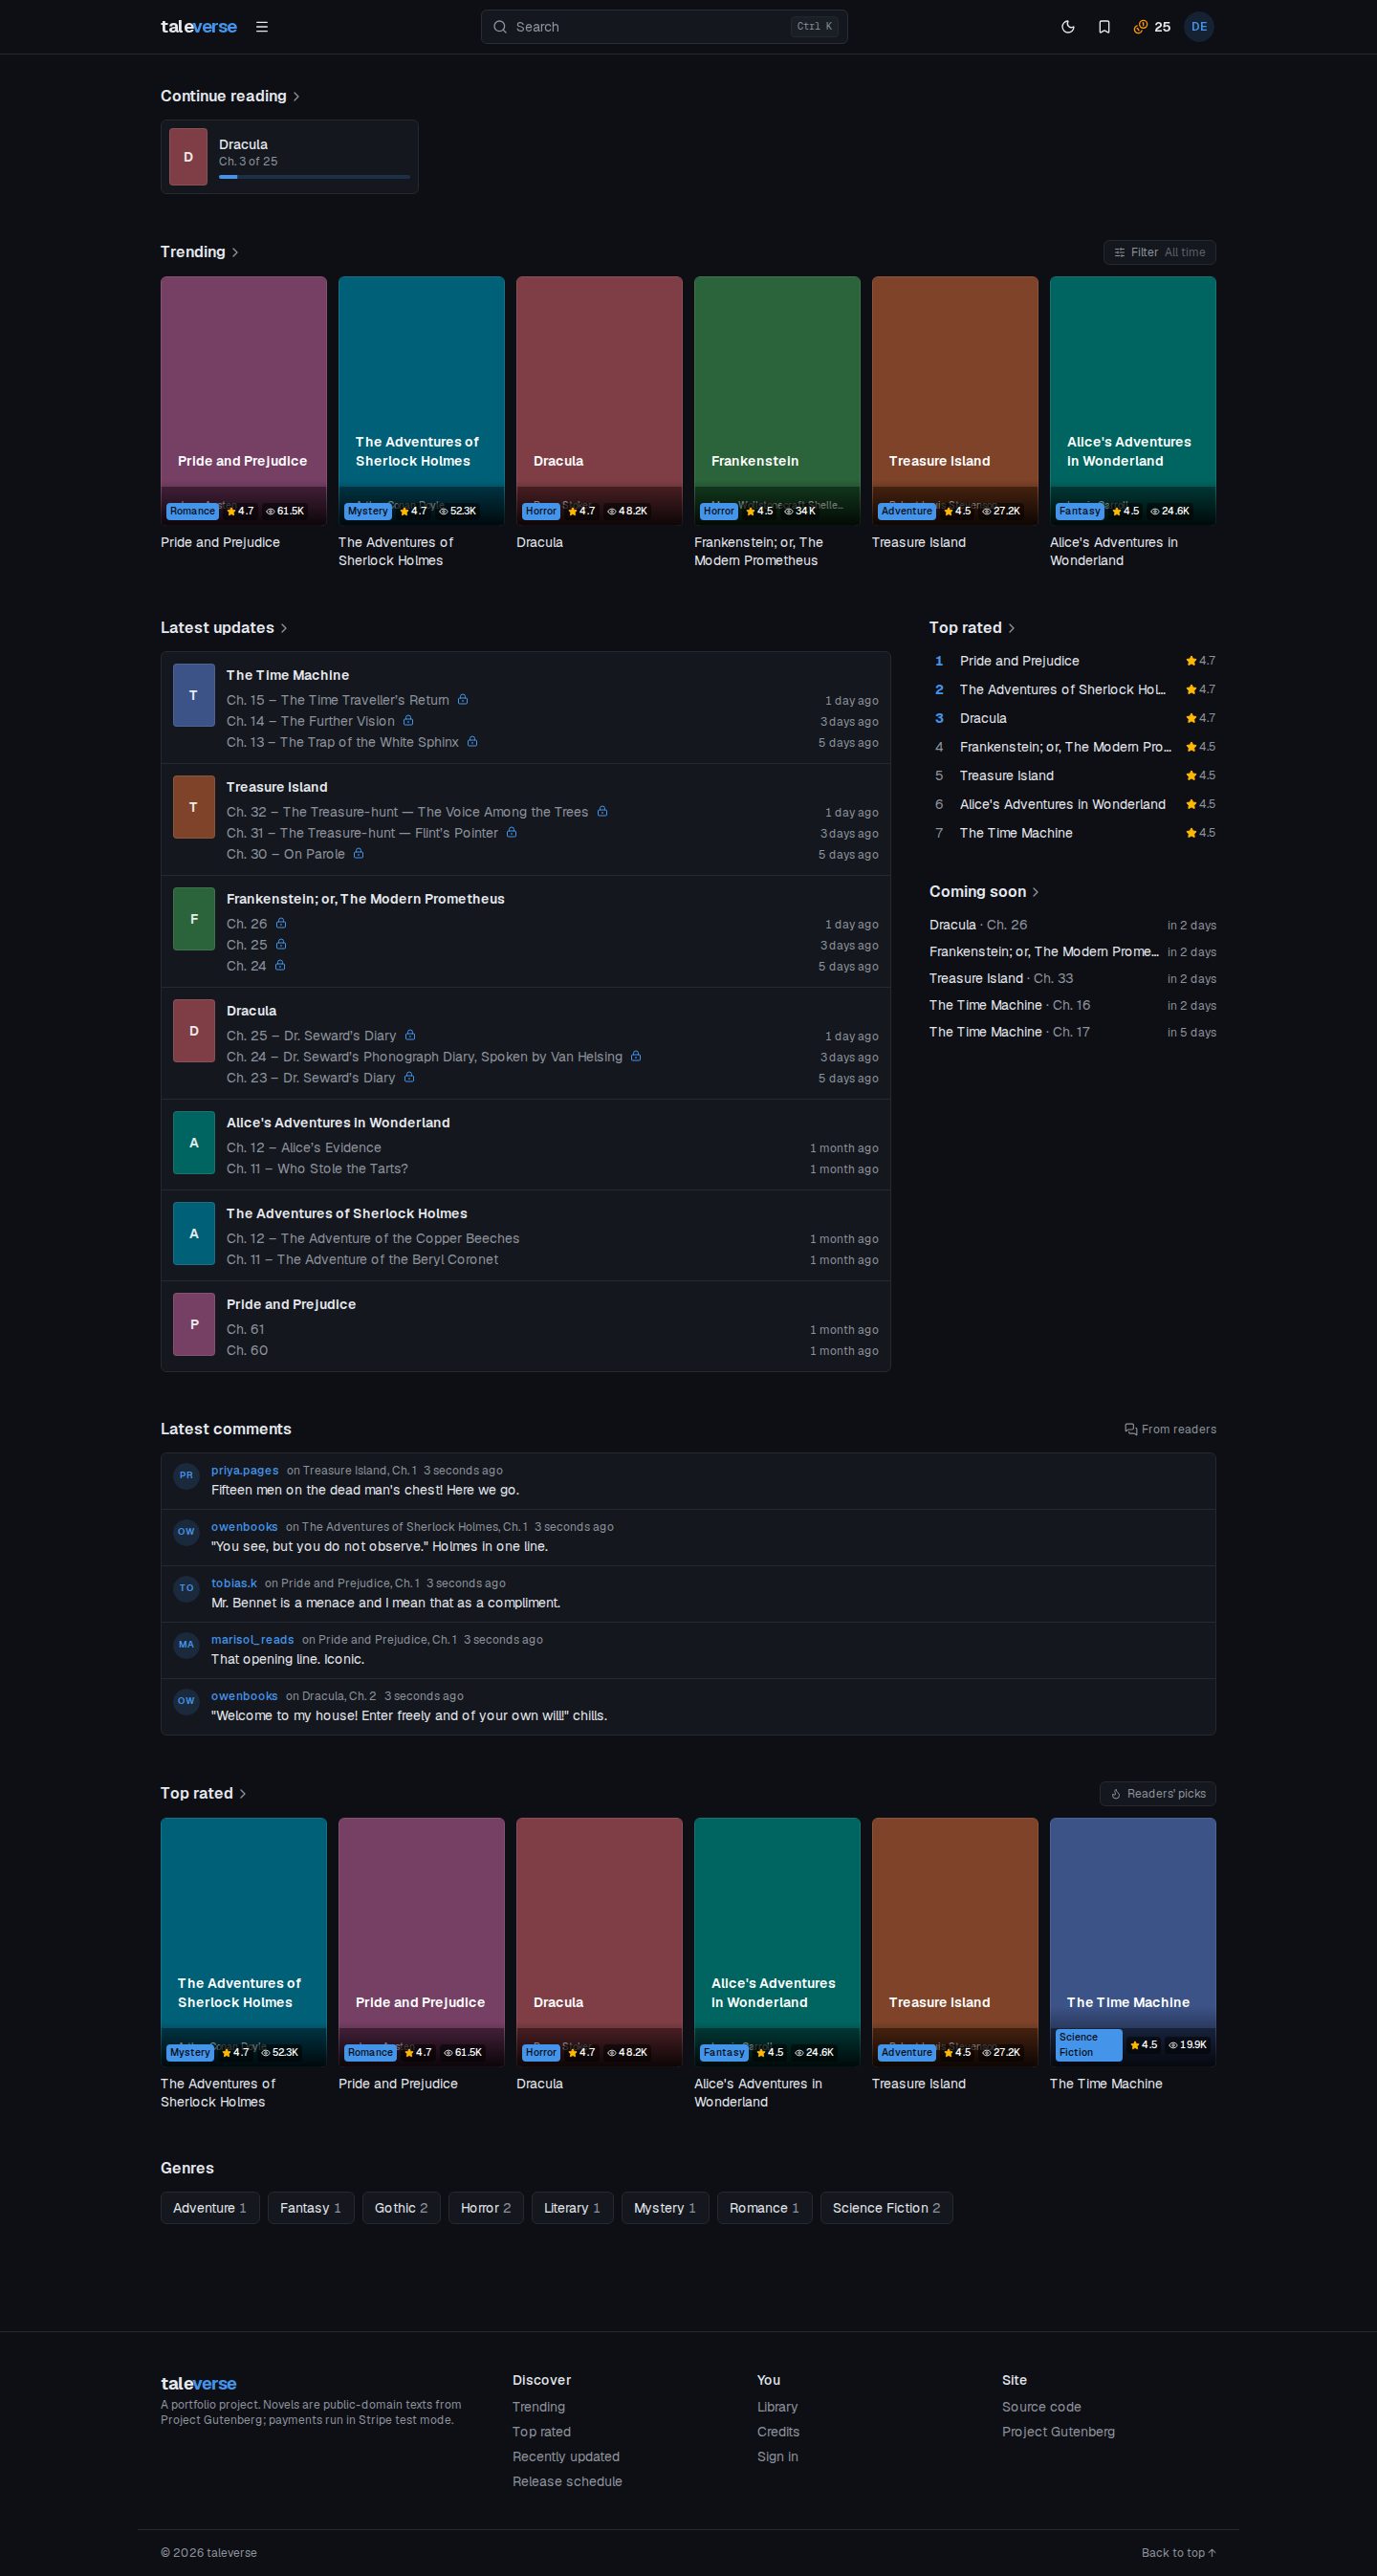 taleverse
Search
Ctrl K
25
DE
Continue reading
D
Dracula
Ch. 3 of 25
Trending
Filter All time
Pride and Prejudice
Romance 4.7 61.5K
Pride and Prejudice
The Adventures of
Sherlock Holmes
Mystery 4.7 52.3K
The Adventures of
Sherlock Holmes
Dracula
Horror 4.7 48.2K
Dracula
Frankenstein
Horror 4.5 34K
Frankenstein; or, The
Modern Prometheus
Treasure Island
Adventure 4.5 27.2K
Treasure Island
Alice's Adventures
in Wonderland
Fantasy 4.5 24.6K
Alice's Adventures in
Wonderland
Latest updates
T
The Time Machine
Ch. 15 – The Time Traveller's Return 1 day ago
Ch. 14 – The Further Vision 3 days ago
Ch. 13 – The Trap of the White Sphinx 5 days ago
T
Treasure Island
Ch. 32 – The Treasure-hunt — The Voice Among the Trees 1 day ago
Ch. 31 – The Treasure-hunt — Flint's Pointer 3 days ago
Ch. 30 – On Parole 5 days ago
F
Frankenstein; or, The Modern Prometheus
Ch. 26 1 day ago
Ch. 25 3 days ago
Ch. 24 5 days ago
D
Dracula
Ch. 25 – Dr. Seward's Diary 1 day ago
Ch. 24 – Dr. Seward's Phonograph Diary, Spoken by Van Helsing 3 days ago
Ch. 23 – Dr. Seward's Diary 5 days ago
A
Alice's Adventures in Wonderland
Ch. 12 – Alice's Evidence 1 month ago
Ch. 11 – Who Stole the Tarts? 1 month ago
A
The Adventures of Sherlock Holmes
Ch. 12 – The Adventure of the Copper Beeches 1 month ago
Ch. 11 – The Adventure of the Beryl Coronet 1 month ago
P
Pride and Prejudice
Ch. 61 1 month ago
Ch. 60 1 month ago
Top rated
1 Pride and Prejudice 4.7
2 The Adventures of Sherlock Hol... 4.7
3 Dracula 4.7
4 Frankenstein; or, The Modern Pro... 4.5
5 Treasure Island 4.5
6 Alice's Adventures in Wonderland 4.5
7 The Time Machine 4.5
Coming soon
Dracula · Ch. 26 in 2 days
Frankenstein; or, The Modern Prome... in 2 days
Treasure Island · Ch. 33 in 2 days
The Time Machine · Ch. 16 in 2 days
The Time Machine · Ch. 17 in 5 days
Latest comments
From readers
PR
priya.pages on Treasure Island, Ch. 1 3 seconds ago
Fifteen men on the dead man's chest! Here we go.
OW
owenbooks on The Adventures of Sherlock Holmes, Ch. 1 3 seconds ago
"You see, but you do not observe." Holmes in one line.
TO
tobias.k on Pride and Prejudice, Ch. 1 3 seconds ago
Mr. Bennet is a menace and I mean that as a compliment.
MA
marisol_reads on Pride and Prejudice, Ch. 1 3 seconds ago
That opening line. Iconic.
OW
owenbooks on Dracula, Ch. 2 3 seconds ago
"Welcome to my house! Enter freely and of your own will!" chills.
Top rated
Readers' picks
The Adventures of
Sherlock Holmes
Mystery 4.7 52.3K
The Adventures of
Sherlock Holmes
Pride and Prejudice
Romance 4.7 61.5K
Pride and Prejudice
Dracula
Horror 4.7 48.2K
Dracula
Alice's Adventures
in Wonderland
Fantasy 4.5 24.6K
Alice's Adventures in
Wonderland
Treasure Island
Adventure 4.5 27.2K
Treasure Island
The Time Machine
Science
Fiction
4.5 19.9K
The Time Machine
Genres
Adventure 1
Fantasy 1
Gothic 2
Horror 2
Literary 1
Mystery 1
Romance 1
Science Fiction 2
taleverse
A portfolio project. Novels are public-domain texts from
Project Gutenberg; payments run in Stripe test mode.
Discover
Trending
Top rated
Recently updated
Release schedule
You
Library
Credits
Sign in
Site
Source code
Project Gutenberg
© 2026 taleverse
Back to top ↑